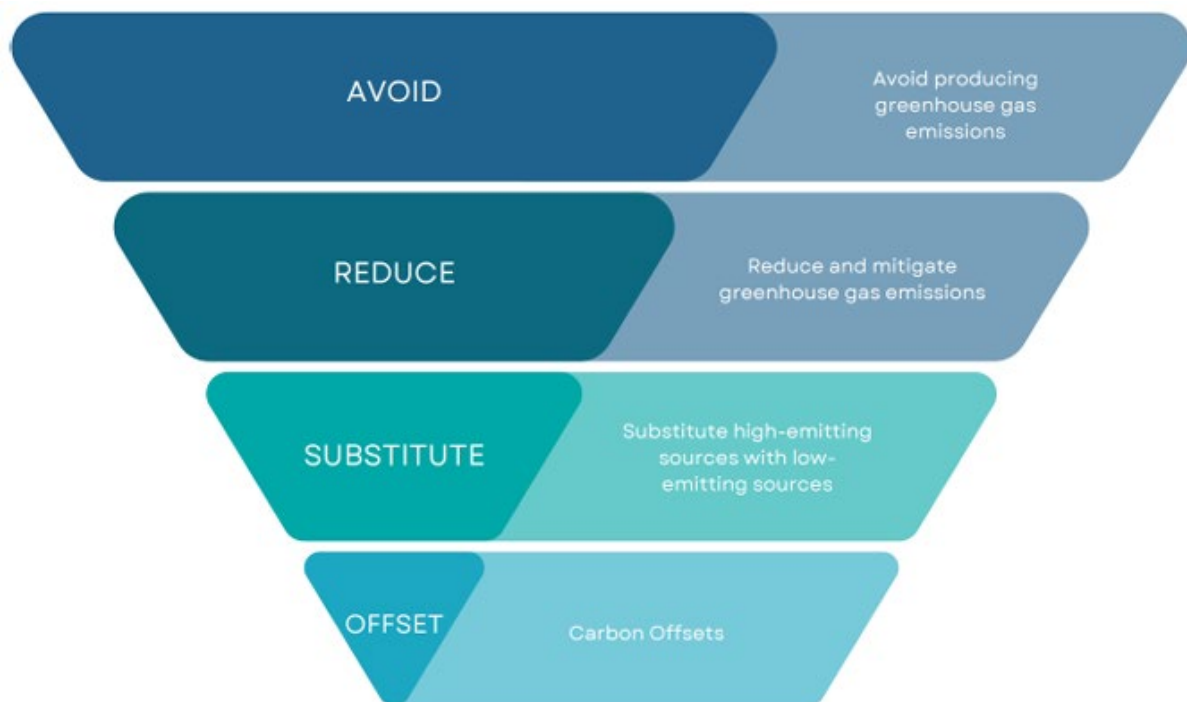 AVOID
Avoid producing
greenhouse gas
emissions
REDUCE
Reduce and mitigate
greenhouse gas emissions
SUBSTITUTE
Substitute high-emitting
sources with low-
emitting sources
OFFSET
Carbon Offsets